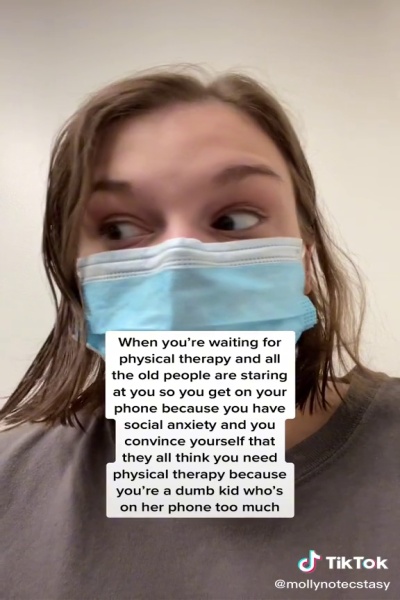 When you're waiting for
physical therapy and all
the old people are staring
at you so you get on your
phone because you have
social anxiety and you
convince yourself that
they all think you need
physical therapy because
you're a dumb kid who's
on her phone too much
TikTok
@mollynotecstasy